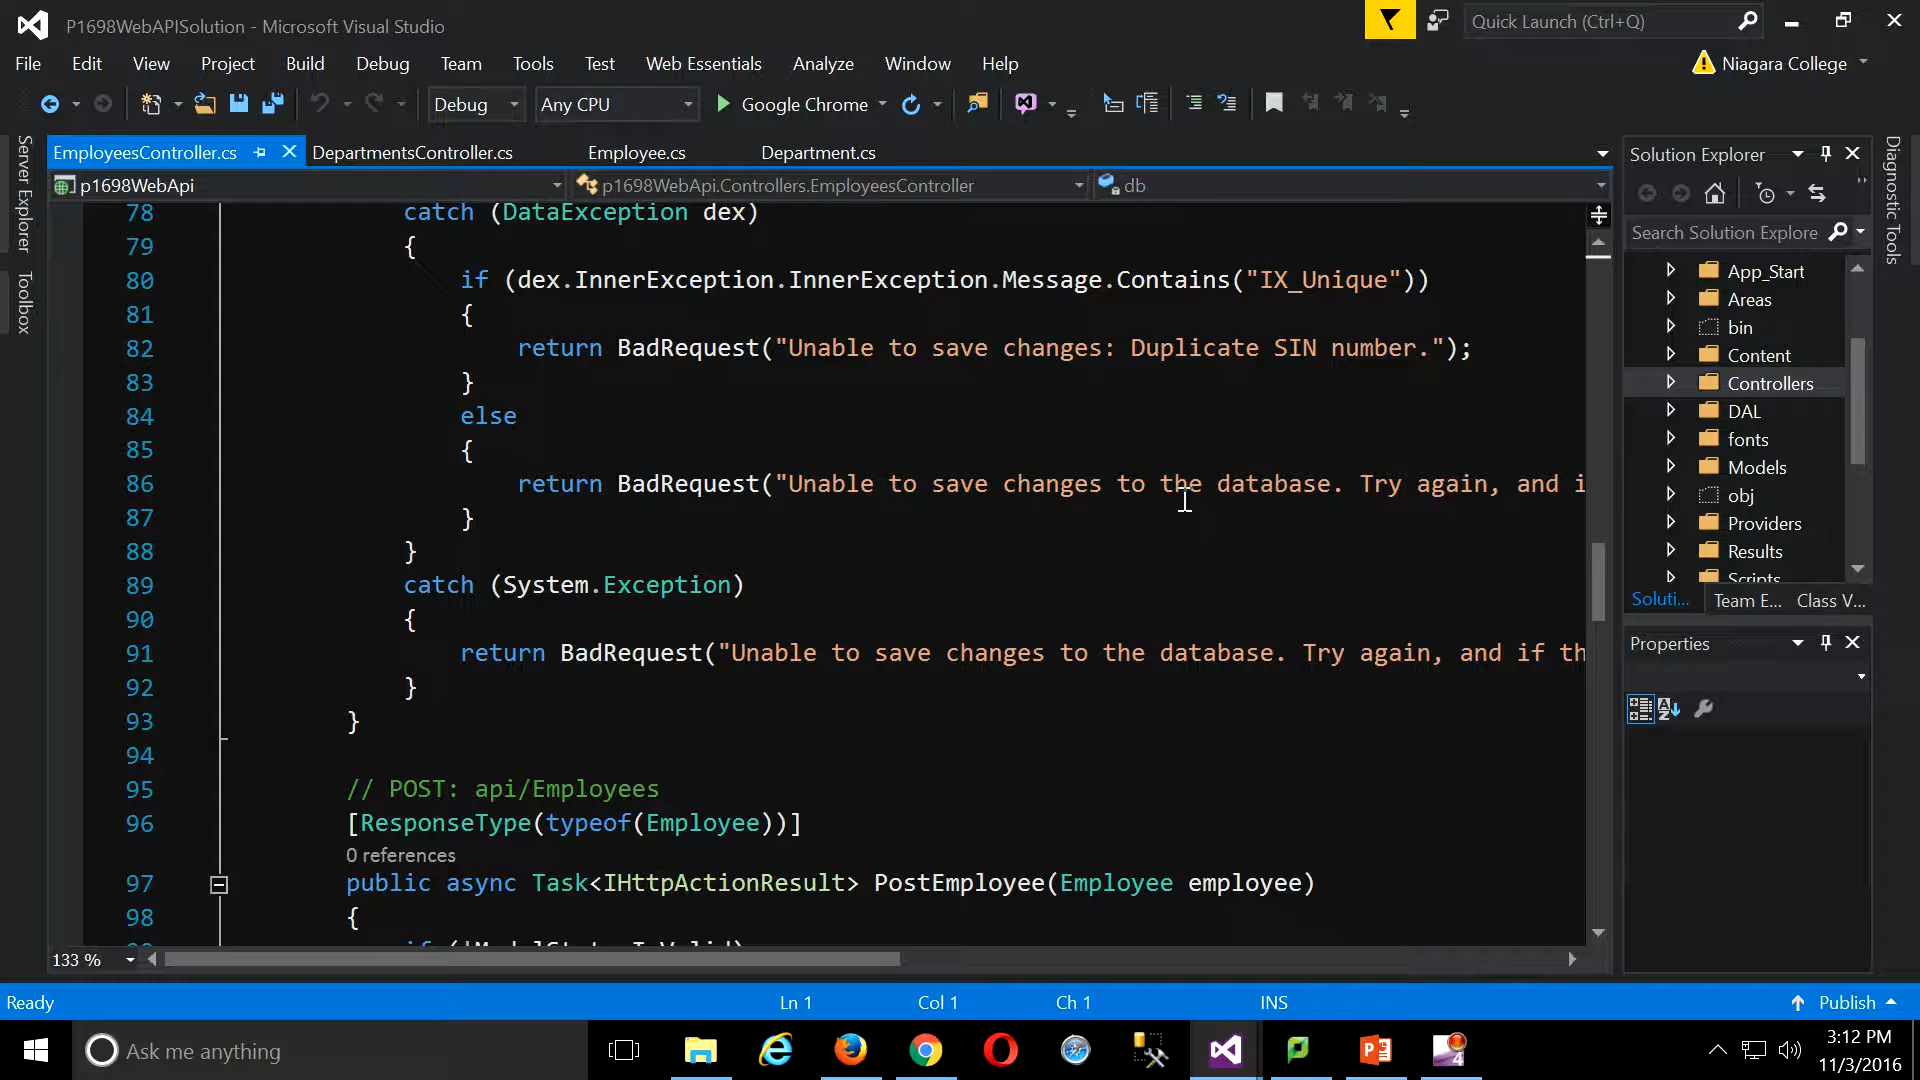 P1698WebAPISolution - Microsoft Visual Studio
Quick Launch (Ctrl+Q)
File Edit View Project Build Debug Team Tools Test Web Essentials Analyze Window Help
Niagara College
Debug Any CPU Google Chrome
EmployeesController.cs DepartmentsController.cs Employee.cs Department.cs
p1698WebApi p1698WebApi.Controllers.EmployeesController db
Server Explorer
Toolbox
78 catch (DataException dex)
79 {
80 if (dex.InnerException.InnerException.Message.Contains("IX_Unique"))
81 {
82 return BadRequest("Unable to save changes: Duplicate SIN number.");
83 }
84 else
85 {
86 return BadRequest("Unable to save changes to the database. Try again, and i
87 }
88 }
89 catch (System.Exception)
90 {
91 return BadRequest("Unable to save changes to the database. Try again, and if th
92 }
93 }
94
95 // POST: api/Employees
96 [ResponseType(typeof(Employee))]
0 references
97 public async Task<IHttpActionResult> PostEmployee(Employee employee)
98 {
99 if (!ModelState.IsValid)
133 %
Solution Explorer
Search Solution Explore
App_Start
Areas
bin
Content
Controllers
DAL
fonts
Models
obj
Providers
Results
Scripts
Soluti... Team E... Class V...
Properties
Diagnostic Tools
Ready Ln 1 Col 1 Ch 1 INS Publish
Ask me anything
4
3:12 PM
11/3/2016